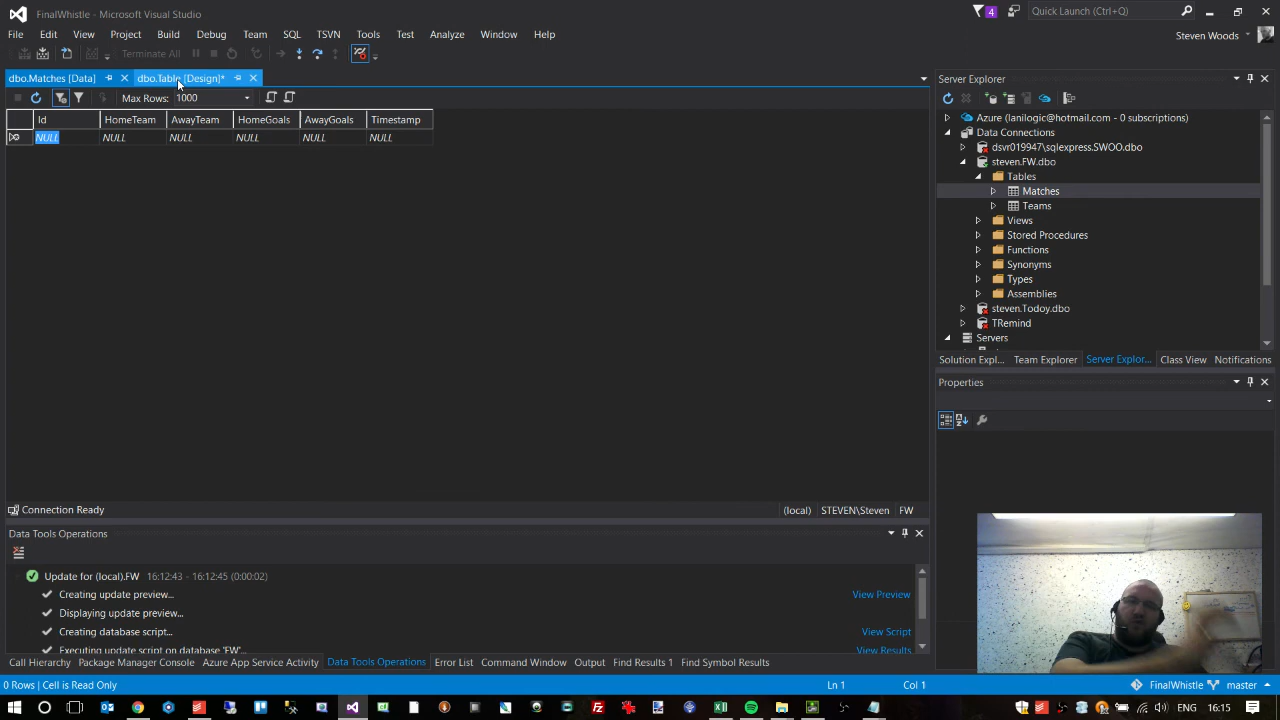 FinalWhistle - Microsoft Visual Studio
4
Quick Launch (Ctrl+Q)
File Edit View Project Build Debug Team SQL TSVN Tools Test Analyze Window Help
Steven Woods
Terminate All
dbo.Matches [Data]
dbo.Table [Design]*
Server Explorer
Max Rows: 1000
Id HomeTeam AwayTeam HomeGoals AwayGoals Timestamp
NULL NULL NULL NULL NULL NULL
Azure (lanilogic@hotmail.com - 0 subscriptions)
Data Connections
dsvr019947\sqlexpress.SWOO.dbo
steven.FW.dbo
Tables
Matches
Teams
Views
Stored Procedures
Functions
Synonyms
Types
Assemblies
steven.Todoy.dbo
TRemind
Servers
Solution Expl... Team Explorer Server Explor... Class View Notifications
Properties
Connection Ready
(local) STEVEN\Steven FW
Data Tools Operations
Update for (local).FW 16:12:43 - 16:12:45 (0:00:02)
Creating update preview... View Preview
Displaying update preview...
Creating database script... View Script
Executing update script on database 'FW'... View Results
Call Hierarchy Package Manager Console Azure App Service Activity Data Tools Operations Error List Command Window Output Find Results 1 Find Symbol Results
0 Rows | Cell is Read Only
Ln 1 Col 1
FinalWhistle master
ENG 16:15